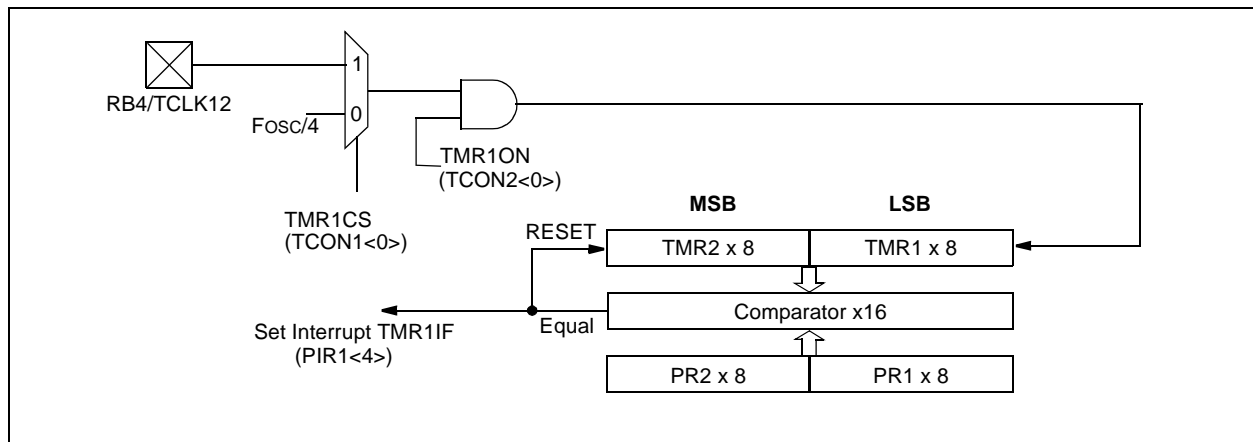 1
RB4/TCLK12
0
FOSC/4
TMR1ON
(TCON2<0>)
TMR1CS
(TCON1<0>)
MSB LSB
RESET
TMR2 x 8 TMR1 x 8
Comparator x16
Equal
Set Interrupt TMR1IF
(PIR1<4>)
PR2 x 8 PR1 x 8